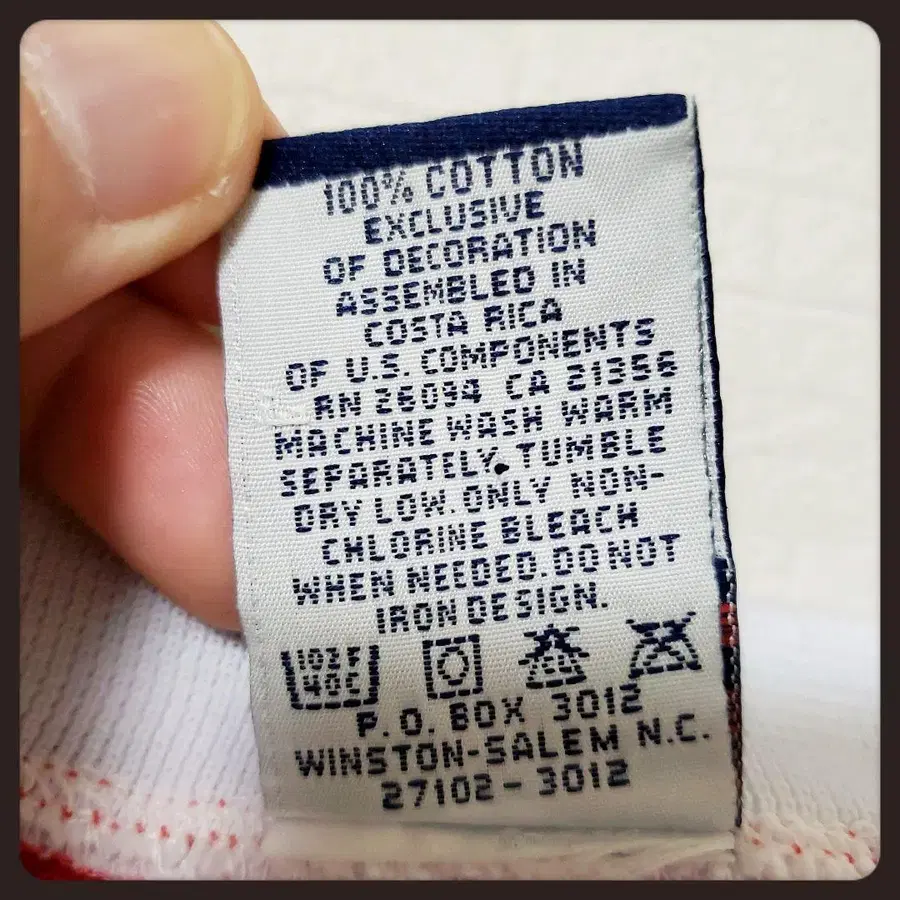 100% COTTON
EXCLUSIVE
OF DECORATION
ASSEMBLED IN
COSTA RICA
OF U.S. COMPONENTS
RN 26094 CA 21356
MACHINE WASH WARM
SEPARATELY. TUMBLE
DRY LOW. ONLY NON-
CHLORINE BLEACH
WHEN NEEDED. DO NOT
IRON DESIGN.
102F
40C
P.O. BOX 3012
WINSTON-SALEM N.C.
27102-3012